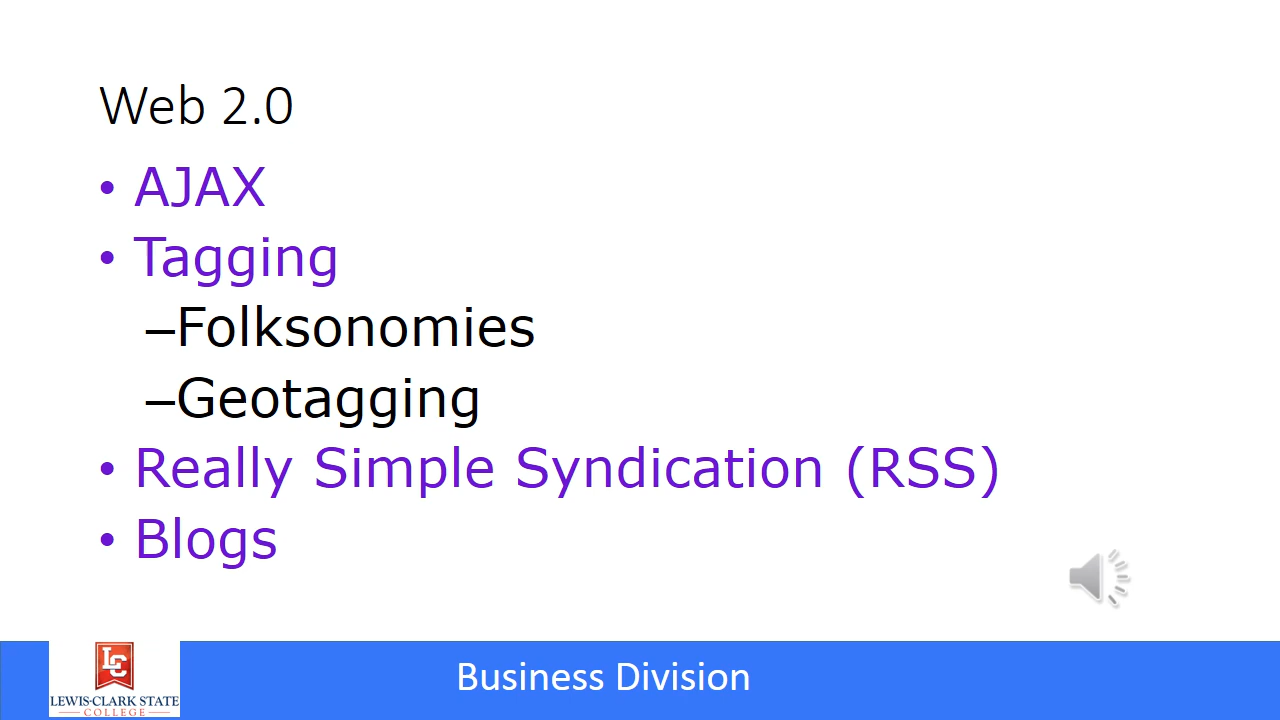 Web 2.0
• AJAX
• Tagging
–Folksonomies
–Geotagging
• Really Simple Syndication (RSS)
• Blogs
LC
LEWIS-CLARK STATE
COLLEGE
Business Division